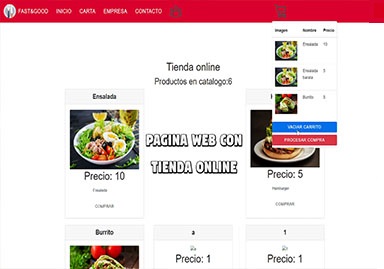 FAST&GOOD INICIO CARTA EMPRESA CONTACTO
Imagen Nombre Precio
Ensalada 10
Ensalada
barata 5
Burrito 5
VACIAR CARRITO
PROCESAR COMPRA
Tienda online
Productos en catalogo:6
Ensalada
Precio: 10
Ensalada
COMPRAR
PAGINA WEB CON
TIENDA ONLINE
Precio: 5
Hamburger
COMPRAR
Burrito
a
Precio: 1
1
Precio: 1